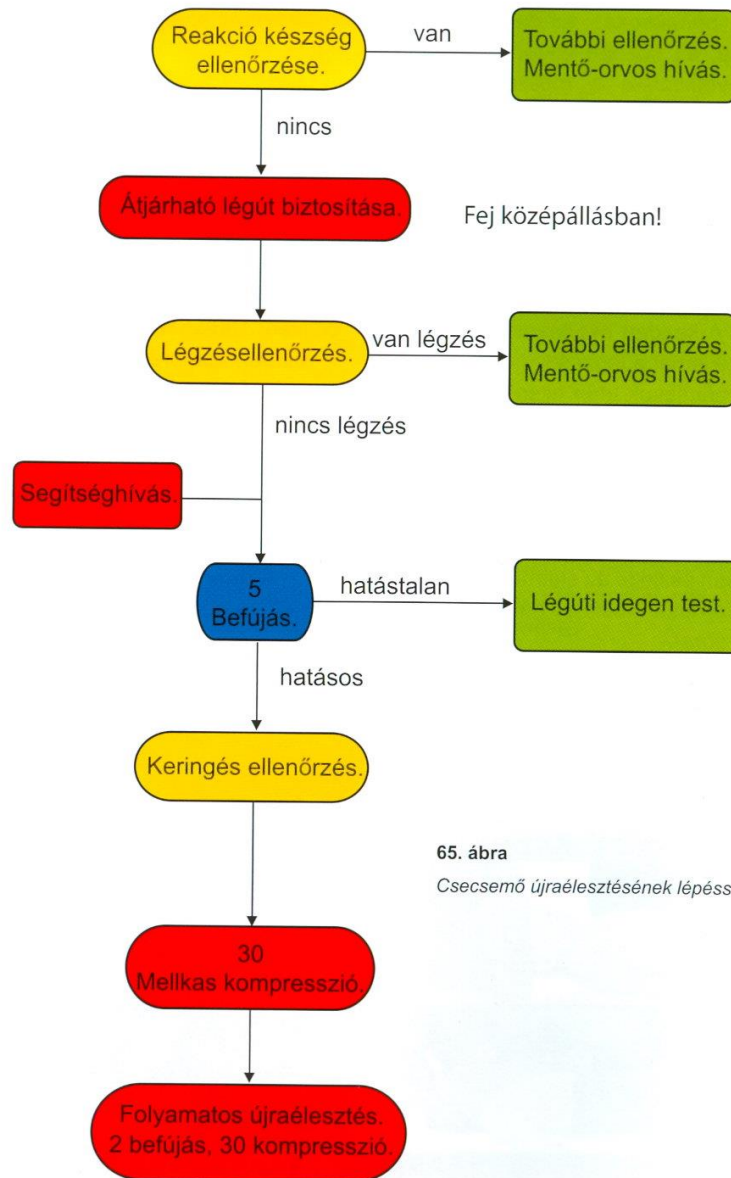 Reakció készség
ellenőrzése.
van
További ellenőrzés.
Mentő-orvos hívás.
nincs
Átjárható légút biztosítása.
Fej középállásban!
Légzésellenőrzés.
van légzés
További ellenőrzés.
Mentő-orvos hívás.
nincs légzés
Segítséghívás.
5
Befújás.
hatástalan
Légúti idegen test.
hatásos
Keringés ellenőrzés.
65. ábra
Csecsemő újraélesztésének lépéss
30
Mellkas kompresszió.
Folyamatos újraélesztés.
2 befújás, 30 kompresszió.